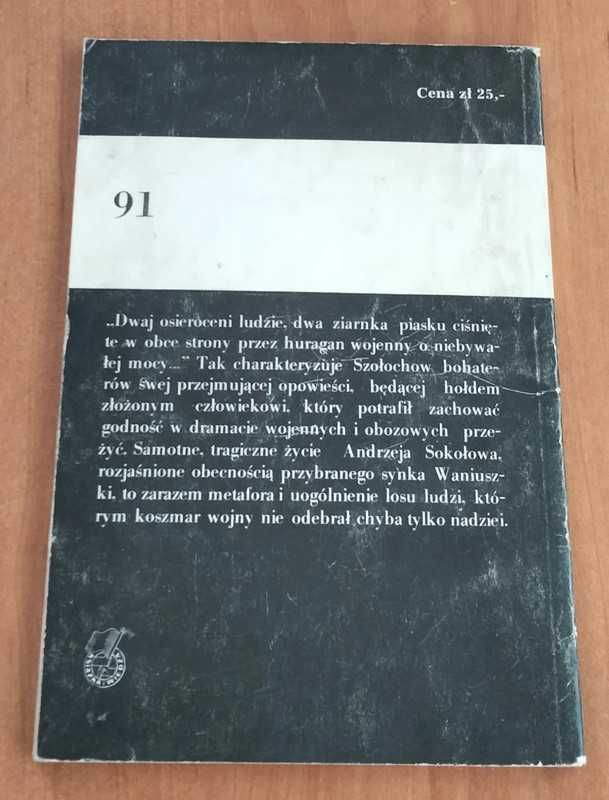 Cena zł 25,-
91
„Dwaj osieroceni ludzie, dwa ziarnka piasku ciśnię-
te w obce strony przez huragan wojenny o niebywa-
łej mocy...” Tak charakteryzuje Szołochow bohate-
rów swej przejmującej opowieści, będącej hołdem
złożonym człowiekowi, który potrafił zachować
godność w dramacie wojennych i obozowych prze-
żyć. Samotne, tragiczne życie Andrzeja Sokołowa,
rozjaśnione obecnością przybranego synka Waniusz-
ki, to zarazem metafora i uogólnienie losu ludzi, któ-
rym koszmar wojny nie odebrał chyba tylko nadziei.
KSIĄŻKA I WIEDZA